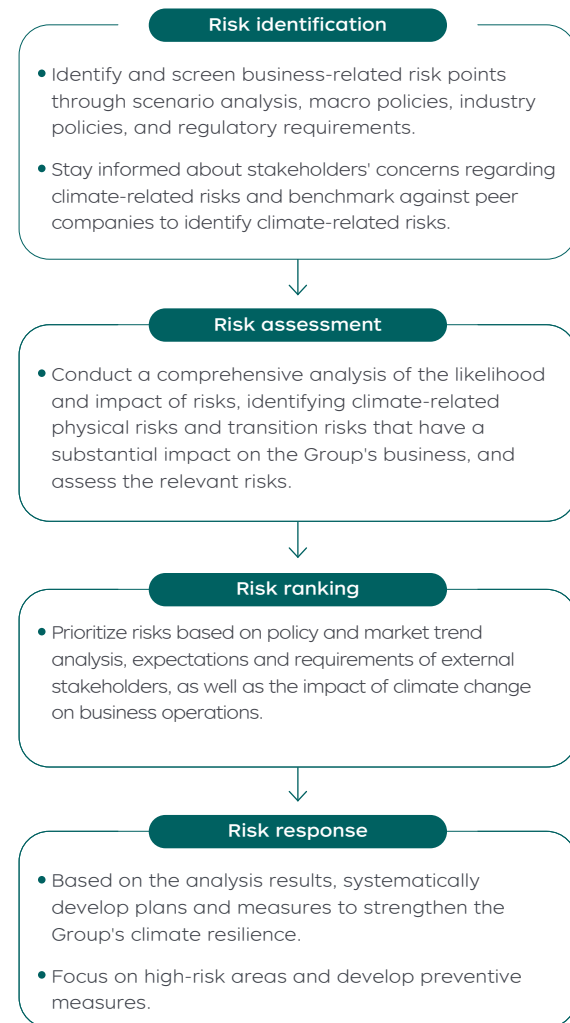 Risk identification
• Identify and screen business-related risk points
through scenario analysis, macro policies, industry
policies, and regulatory requirements.
• Stay informed about stakeholders' concerns regarding
climate-related risks and benchmark against peer
companies to identify climate-related risks.
Risk assessment
• Conduct a comprehensive analysis of the likelihood
and impact of risks, identifying climate-related
physical risks and transition risks that have a
substantial impact on the Group's business, and
assess the relevant risks.
Risk ranking
• Prioritize risks based on policy and market trend
analysis, expectations and requirements of external
stakeholders, as well as the impact of climate change
on business operations.
Risk response
• Based on the analysis results, systematically
develop plans and measures to strengthen the
Group's climate resilience.
• Focus on high-risk areas and develop preventive
measures.